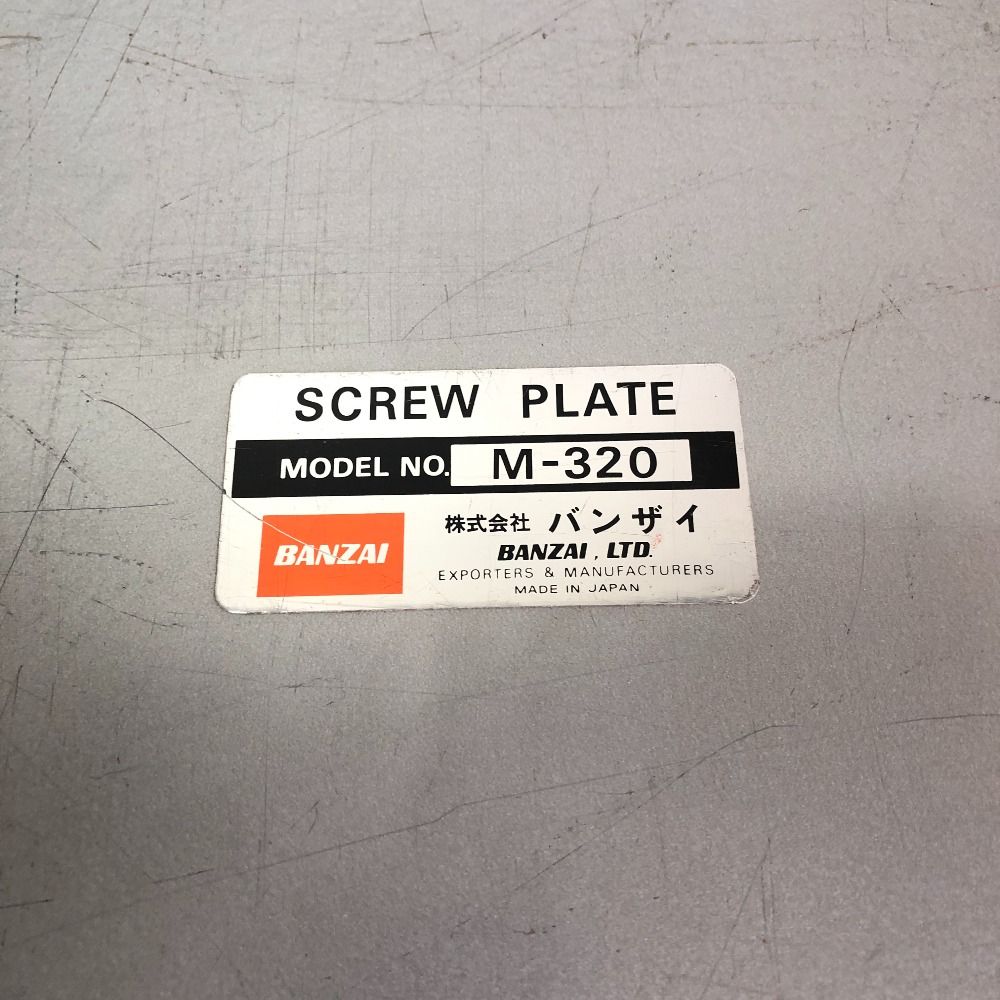 SCREW PLATE
MODEL NO. M-320
BANZAI
株式会社 バンザイ
BANZAI, LTD.
EXPORTERS & MANUFACTURERS
MADE IN JAPAN